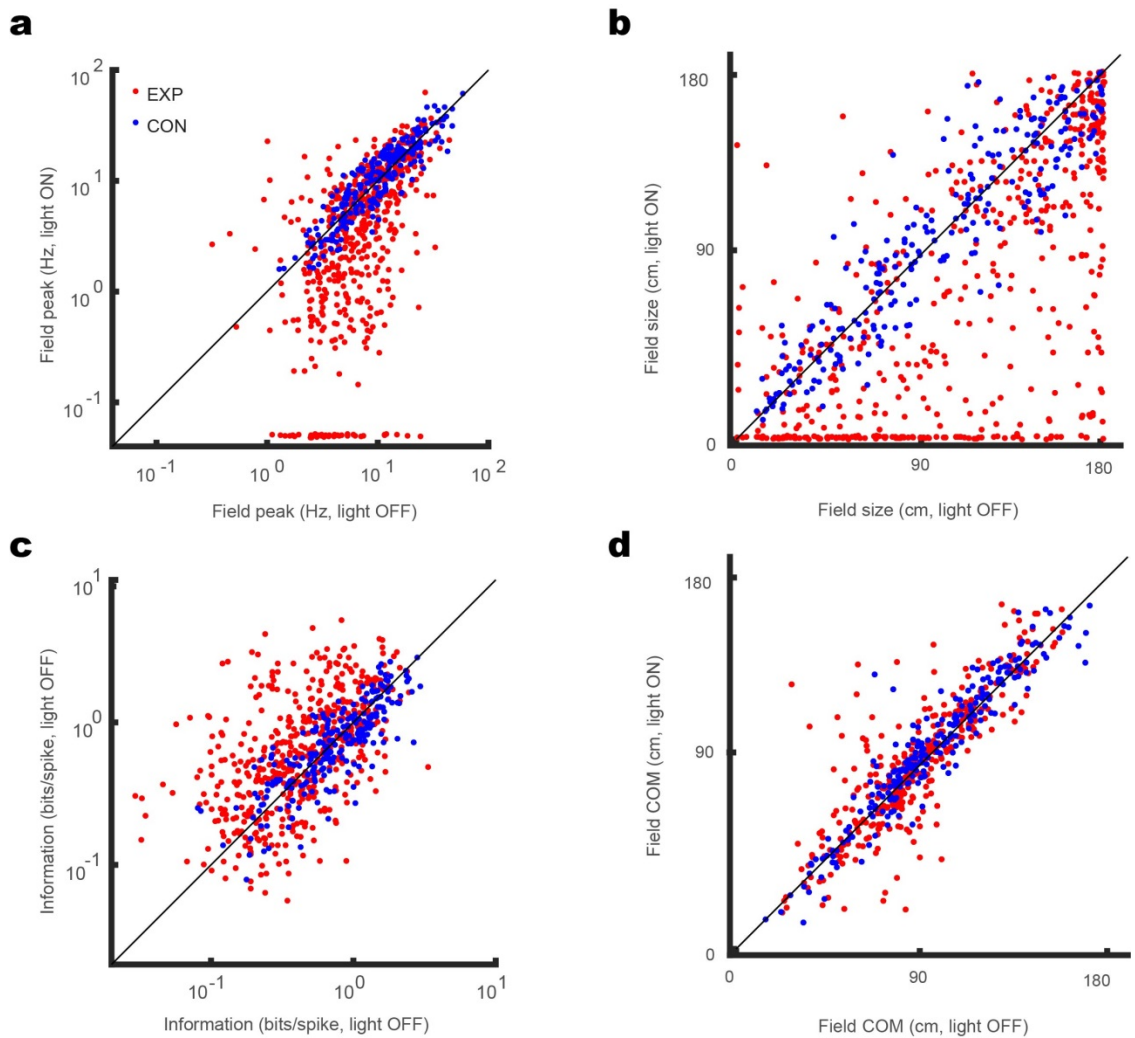 a
10^2
EXP
CON
10^1
10^0
10^-1
Field peak (Hz, light ON)
10^-1
10^0
10^1
10^2
Field peak (Hz, light OFF)
b
180
90
0
Field size (cm, light ON)
0
90
180
Field size (cm, light OFF)
c
10^1
10^0
10^-1
Information (bits/spike, light OFF)
10^-1
10^0
10^1
Information (bits/spike, light OFF)
d
180
90
0
Field COM (cm, light ON)
0
90
180
Field COM (cm, light OFF)